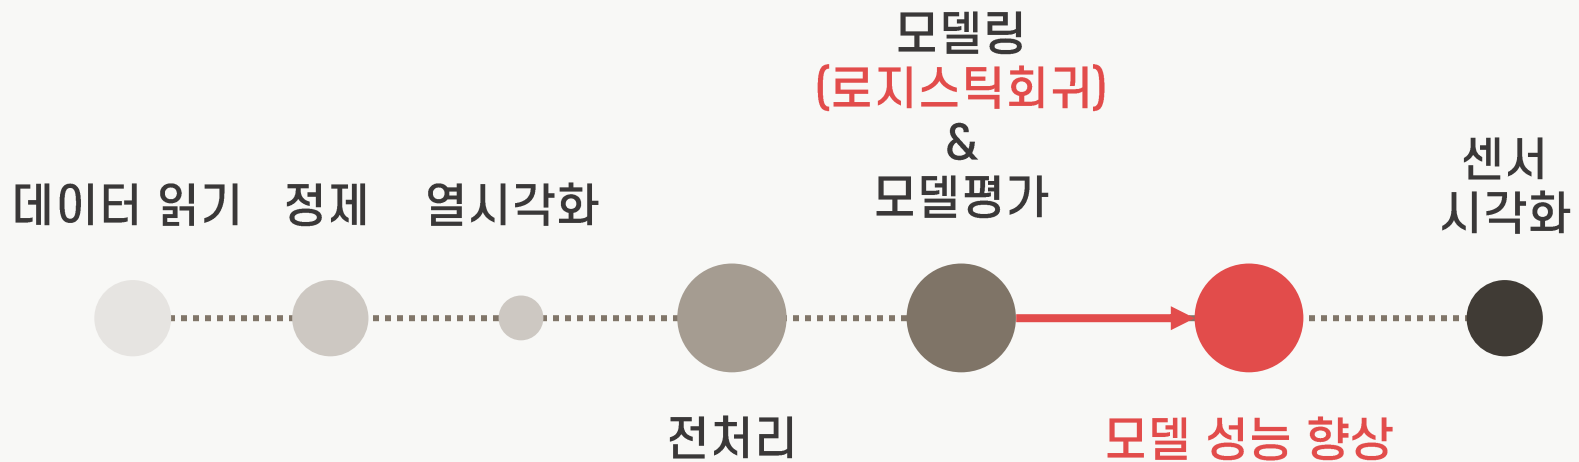 데이터 읽기
정제
열시각화
전처리
모델링
(로지스틱회귀)
&
모델평가
모델 성능 향상
센서
시각화